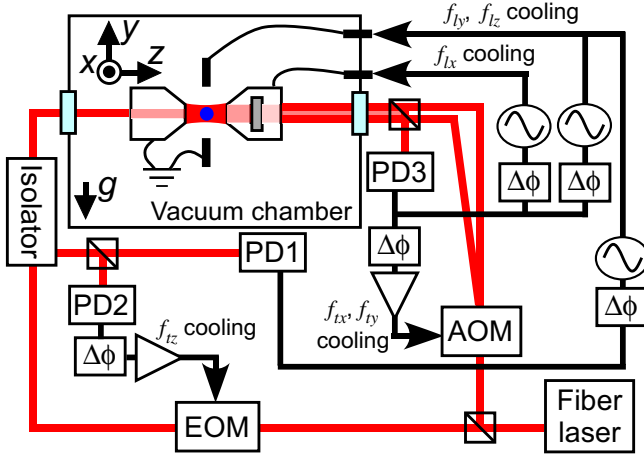 y
x
z
g
Vacuum chamber
f_ly, f_lz cooling
f_lx cooling
Isolator
PD3
Δϕ
Δϕ
Δϕ
PD1
PD2
Δϕ
f_tz cooling
f_tx, f_ty
cooling
AOM
Δϕ
EOM
Fiber
laser